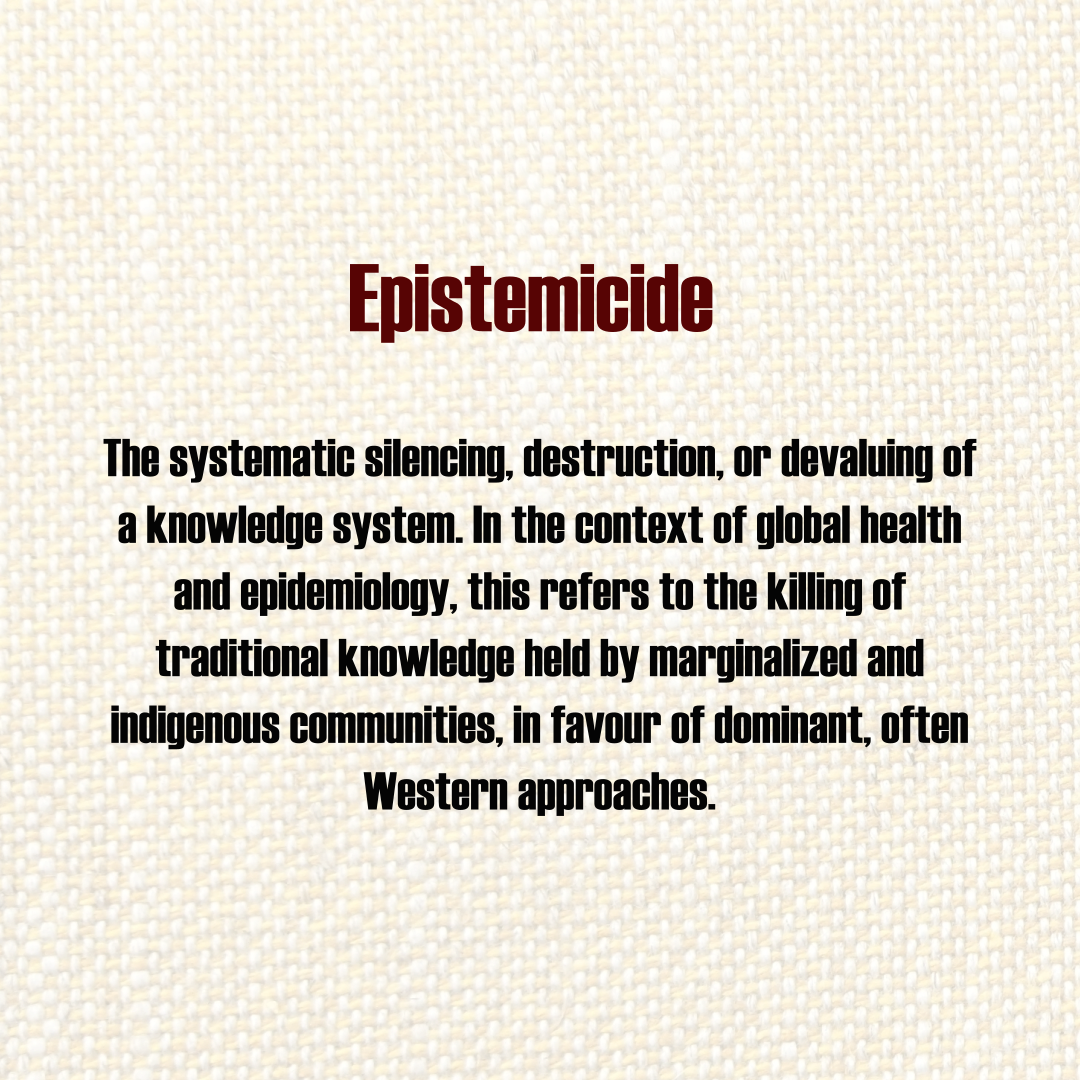 Epistemicide
The systematic silencing, destruction, or devaluing of
a knowledge system. In the context of global health
and epidemiology, this refers to the killing of
traditional knowledge held by marginalized and
indigenous communities, in favour of dominant, often
Western approaches.